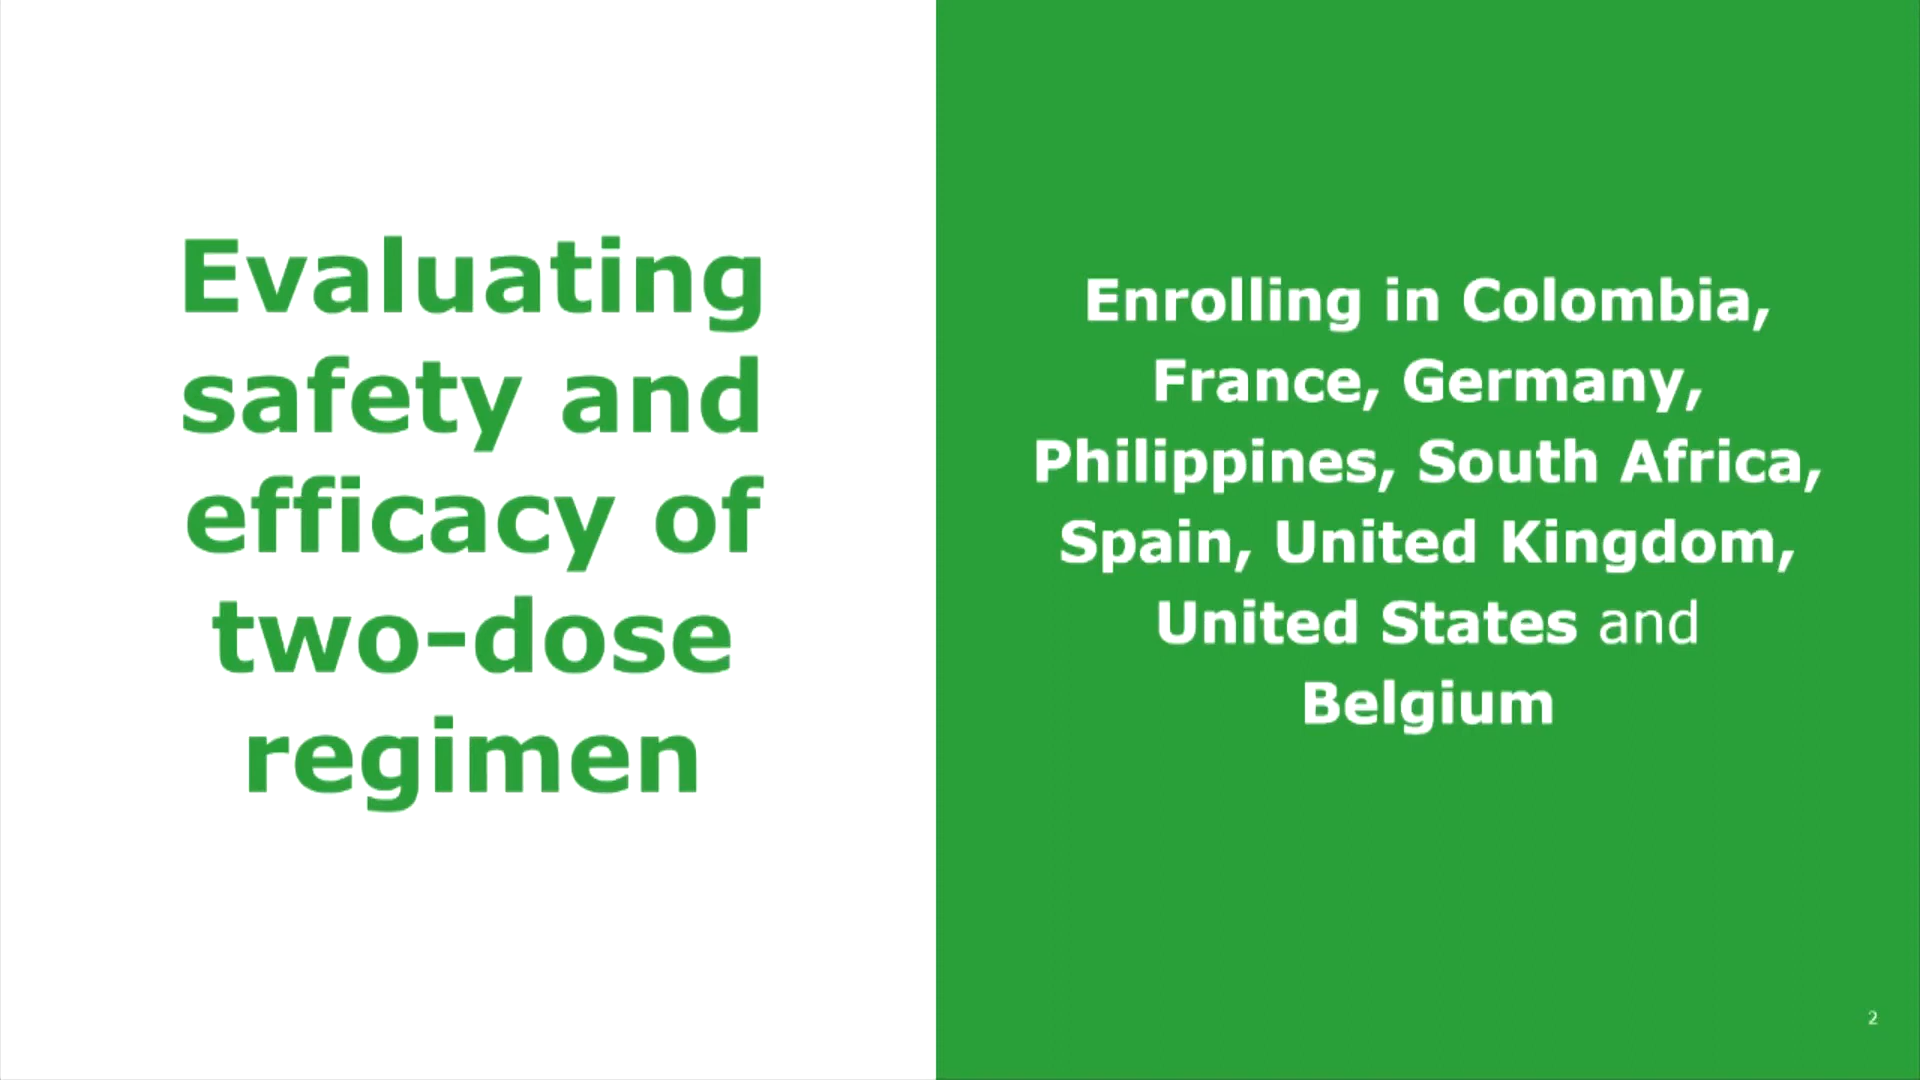 Evaluating
safety and
efficacy of
two-dose
regimen
Enrolling in Colombia,
France, Germany,
Philippines, South Africa,
Spain, United Kingdom,
United States and
Belgium
2